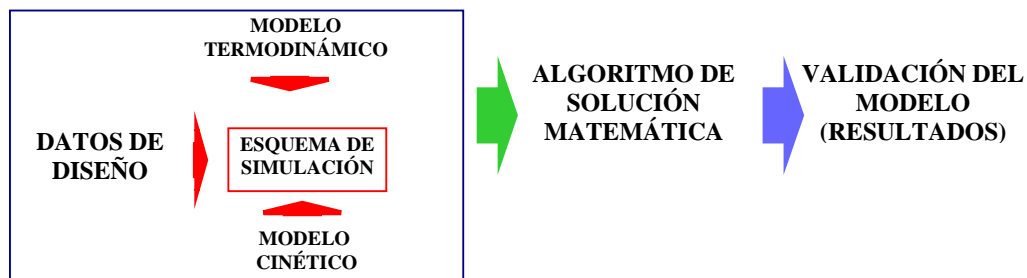 MODELO
TERMODINÁMICO
DATOS DE
DISEÑO
ESQUEMA DE
SIMULACIÓN
MODELO
CINÉTICO
ALGORITMO DE
SOLUCIÓN
MATEMÁTICA
VALIDACIÓN DEL
MODELO
(RESULTADOS)